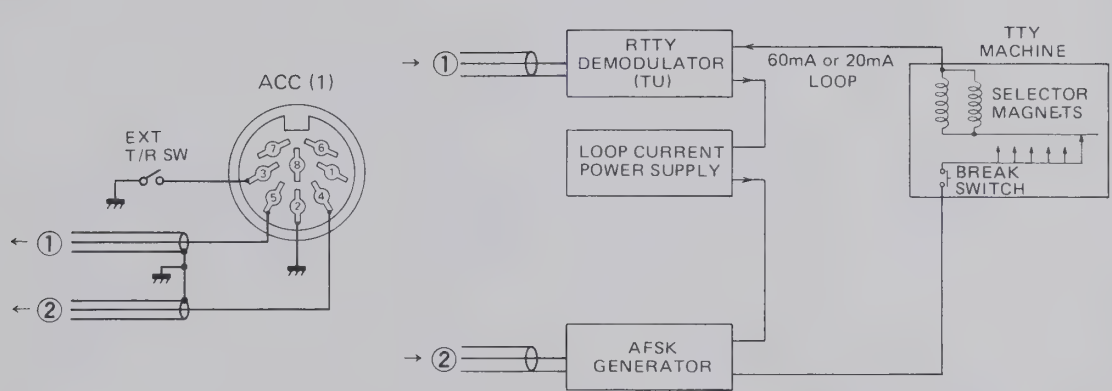 ACC (1)
EXT
T/R SW
7
6
8
3
1
5
2
4
← ①
← ②
→ ①
RTTY
DEMODULATOR
(TU)
60mA or 20mA
LOOP
TTY
MACHINE
SELECTOR
MAGNETS
BREAK
SWITCH
LOOP CURRENT
POWER SUPPLY
→ ②
AFSK
GENERATOR